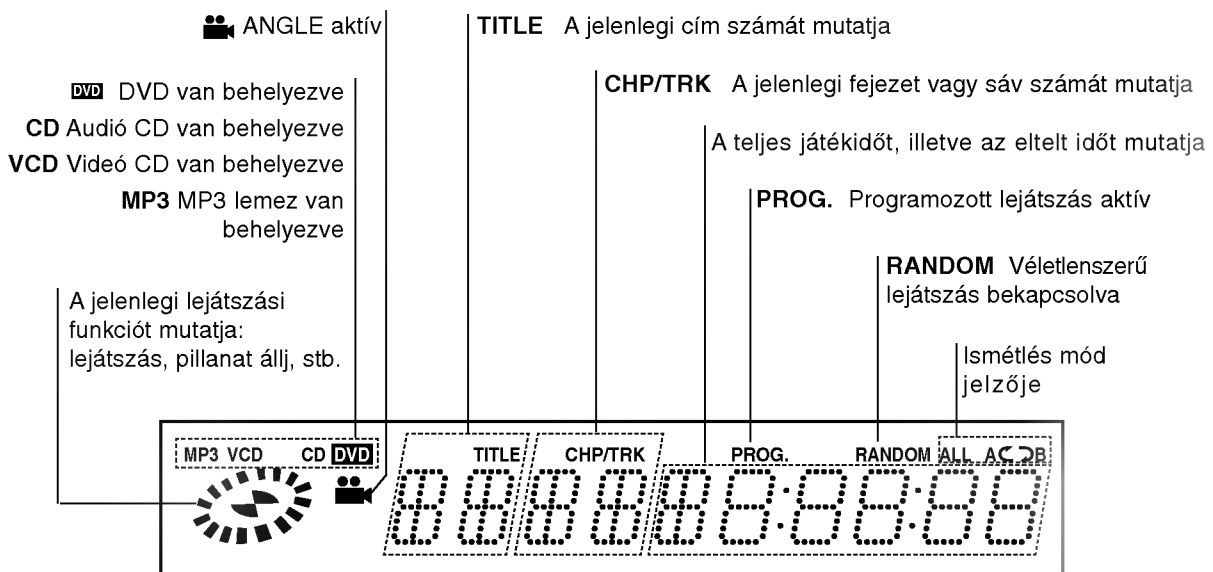 ANGLE aktív
TITLE A jelenlegi cím számát mutatja
DVD DVD van behelyezve
CD Audió CD van behelyezve
VCD Videó CD van behelyezve
MP3 MP3 lemez van
behelyezve
CHP/TRK A jelenlegi fejezet vagy sáv számát mutatja
A teljes játékidőt, illetve az eltelt időt mutatja
PROG. Programozott lejátszás aktív
RANDOM Véletlenszerű
lejátszás bekapcsolva
A jelenlegi lejátszási
funkciót mutatja:
lejátszás, pillanat állj, stb.
Ismétlés mód
jelzője
MP3 VCD CD DVD TITLE CHP/TRK PROG. RANDOM ALL A B